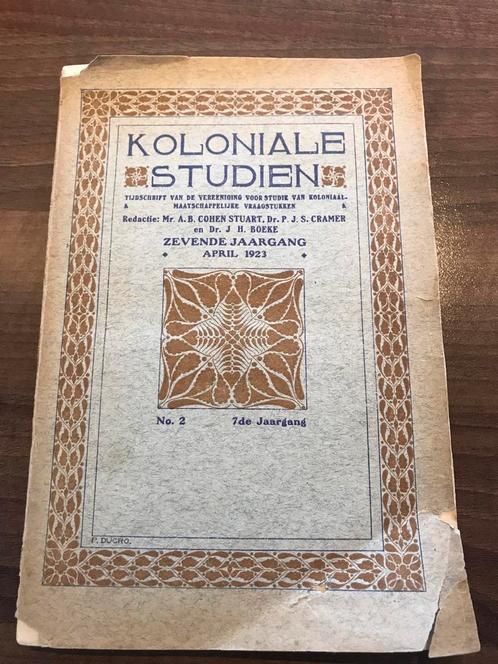 KOLONIALE
STUDIEN
TIJDSCHRIFT VAN DE VEREENIGING VOOR STUDIE VAN KOLONIAAL-
MAATSCHAPPELIJKE VRAAGSTUKKEN
Redactie: Mr. A. B. COHEN STUART, Dr. P. J. S. CRAMER
en Dr. J H. BOEKE
ZEVENDE JAARGANG
APRIL 1923
No. 2 7de Jaargang
P. DUCRO.